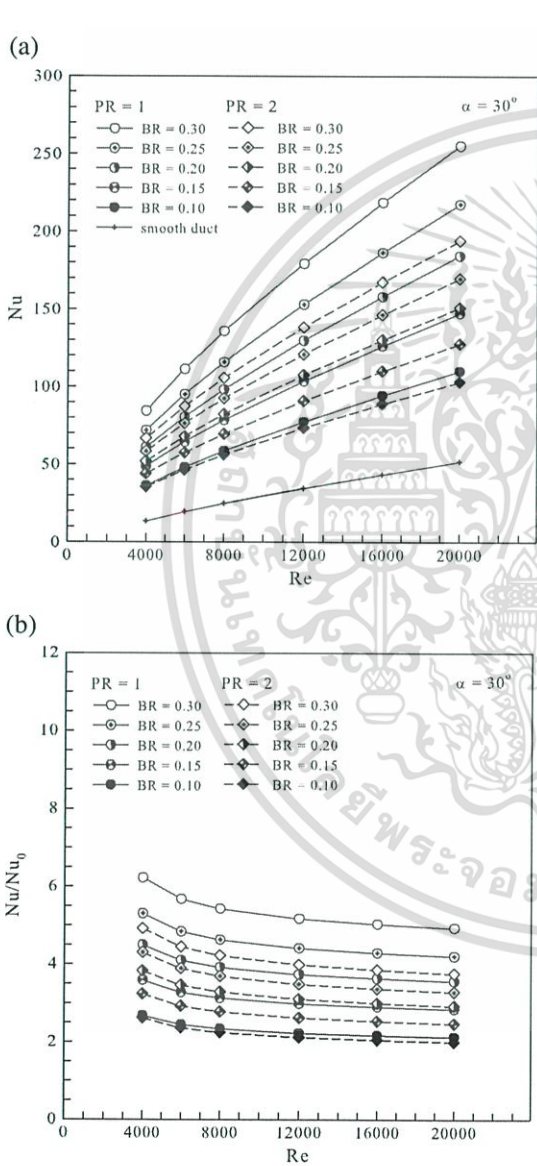 (a)
300
PR = 1 PR = 2 α = 30°
BR = 0.30 BR = 0.30
BR = 0.25 BR = 0.25
250
BR = 0.20 BR = 0.20
BR = 0.15 BR = 0.15
BR = 0.10 BR = 0.10
smooth duct
200
Nu
150
100
50
0
0 4000 8000 12000 16000 20000
Re
(b)
12
PR = 1 PR = 2 α = 30°
BR = 0.30 BR = 0.30
BR = 0.25 BR = 0.25
10
BR = 0.20 BR = 0.20
BR = 0.15 BR = 0.15
BR = 0.10 BR = 0.10
8
Nu/Nu₀
6
4
2
0
0 4000 8000 12000 16000 20000
Re